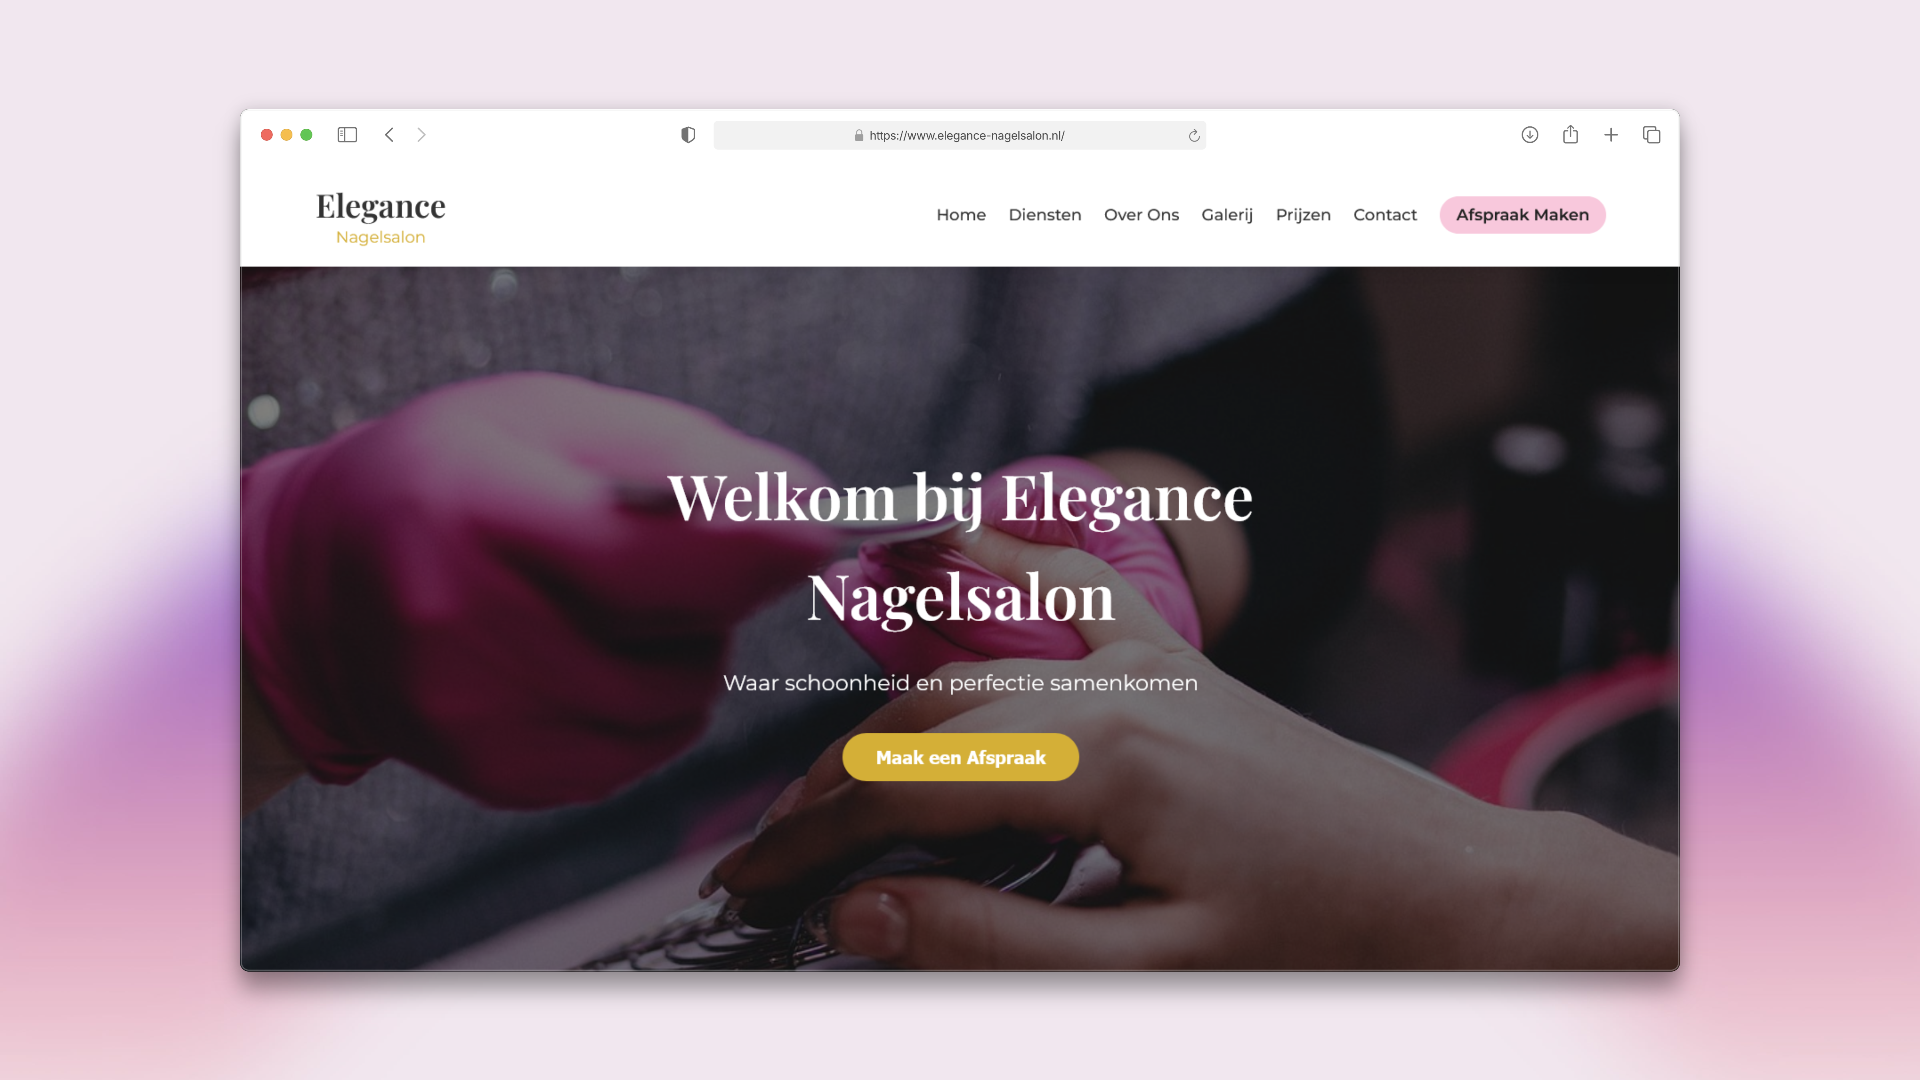 https://www.elegance-nagelsalon.nl/
Elegance
Nagelsalon
Home Diensten Over Ons Galerij Prijzen Contact Afspraak Maken
Welkom bij Elegance
Nagelsalon
Waar schoonheid en perfectie samenkomen
Maak een Afspraak